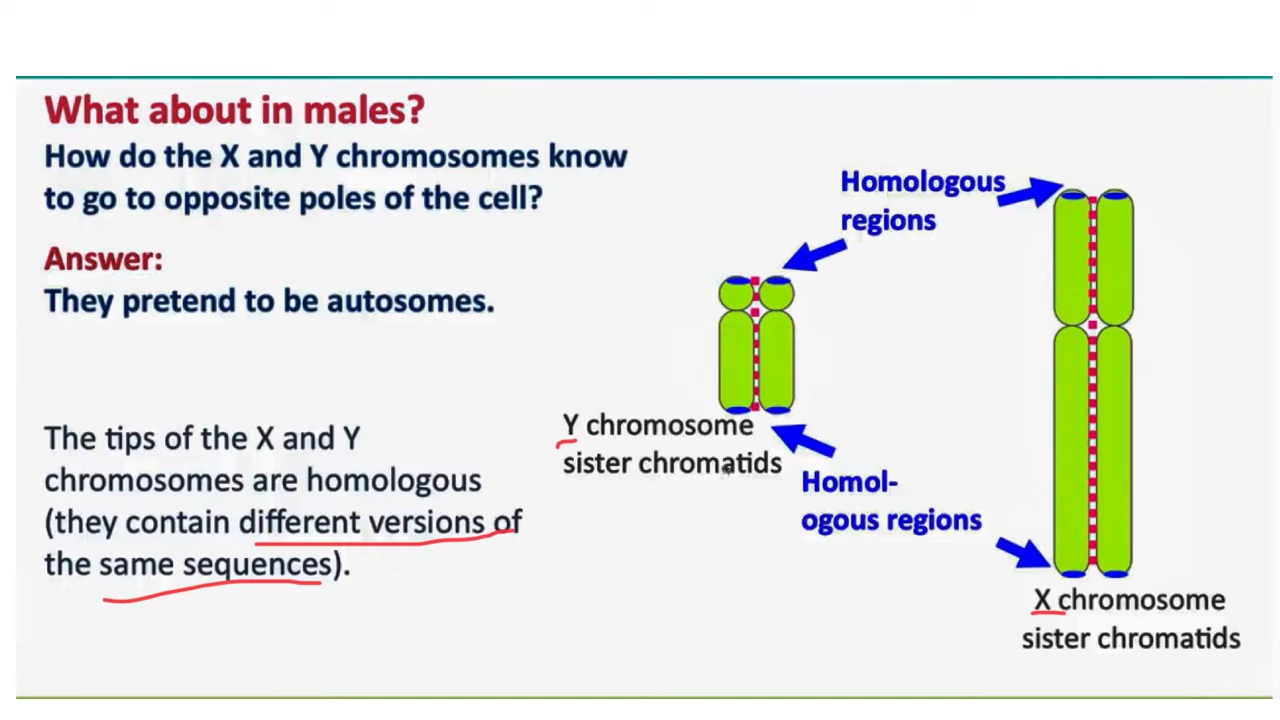 What about in males?
How do the X and Y chromosomes know
to go to opposite poles of the cell?
Answer:
They pretend to be autosomes.
The tips of the X and Y
chromosomes are homologous
(they contain different versions of
the same sequences).
Homologous
regions
Y chromosome
sister chromatids
Homol-
ogous regions
X chromosome
sister chromatids